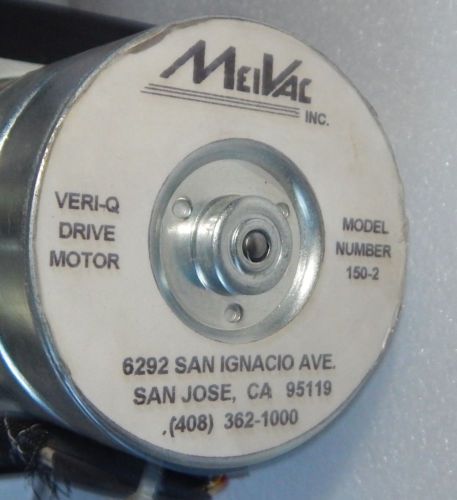 MEIVAC
INC.
VERI-Q
DRIVE
MOTOR
MODEL
NUMBER
150-2
6292 SAN IGNACIO AVE.
SAN JOSE, CA 95119
.(408) 362-1000